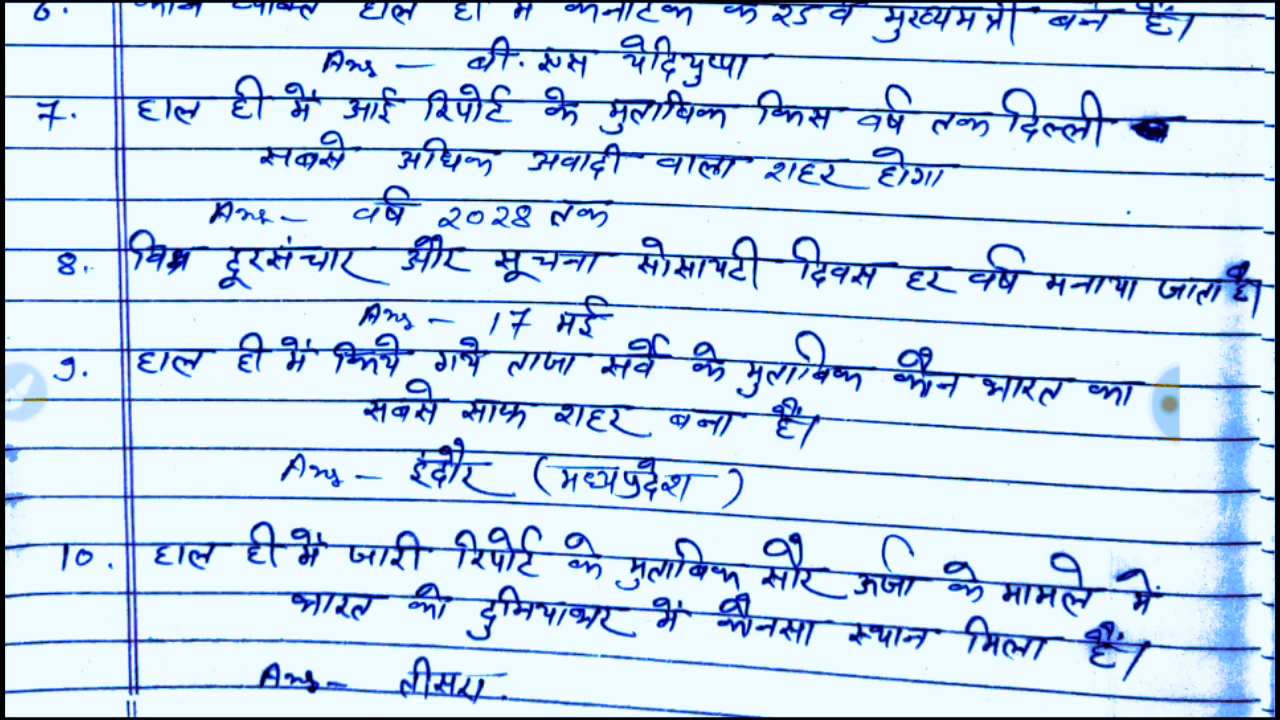 6. कौन व्यक्ति हाल ही में कर्नाटक के 23वें मुख्यमंत्री बने हैं।
Ans – बी. एस येदियुप्पा
7. हाल ही में आई रिपोर्ट के मुताबिक किस वर्ष तक दिल्ली
सबसे अधिक अवादी वाला शहर होगा
Ans – वर्ष 2028 तक
8. विश्व दूरसंचार और सूचना सोसायटी दिवस हर वर्ष मनाया जाता है।
Ans – 17 मई
9. हाल ही में किये गये ताजा सर्वे के मुताबिक कौन भारत का
सबसे साफ शहर बना है।
Ans – इंदौर (मध्यप्रदेश)
10. हाल ही में जारी रिपोर्ट के मुताबिक सौर ऊर्जा के मामले में
भारत को दुनियाभर में कौनसा स्थान मिला है।
Ans – तीसरा.